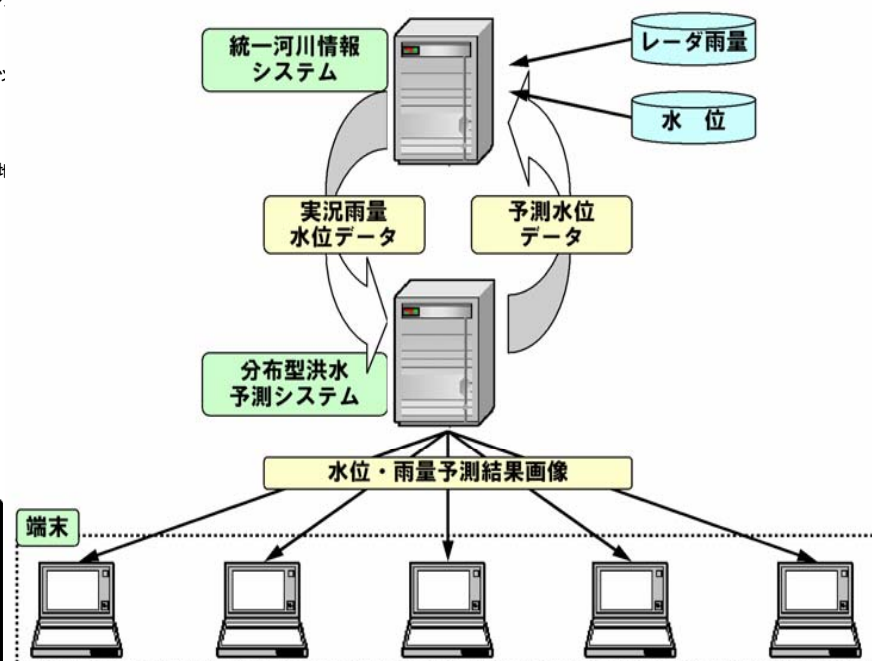 統一河川情報
システム
レーダ雨量
水 位
実況雨量
水位データ
予測水位
データ
分布型洪水
予測システム
水位・雨量予測結果画像
端末